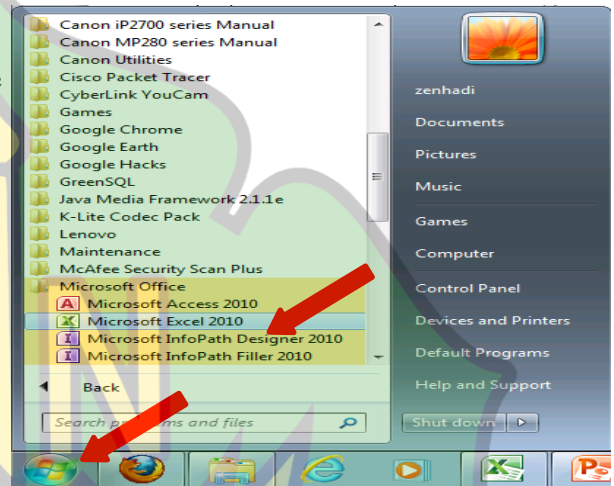 Canon iP2700 series Manual
Canon MP280 series Manual
Canon Utilities
Cisco Packet Tracer
CyberLink YouCam
Games
Google Chrome
Google Earth
Google Hacks
GreenSQL
Java Media Framework 2.1.1e
K-Lite Codec Pack
Lenovo
Maintenance
McAfee Security Scan Plus
Microsoft Office
Microsoft Access 2010
Microsoft Excel 2010
Microsoft InfoPath Designer 2010
Microsoft InfoPath Filler 2010
Back
Search and files
zenhadi
Documents
Pictures
Music
Games
Computer
Control Panel
Devices and Printers
Default Programs
Help and Support
Shut down